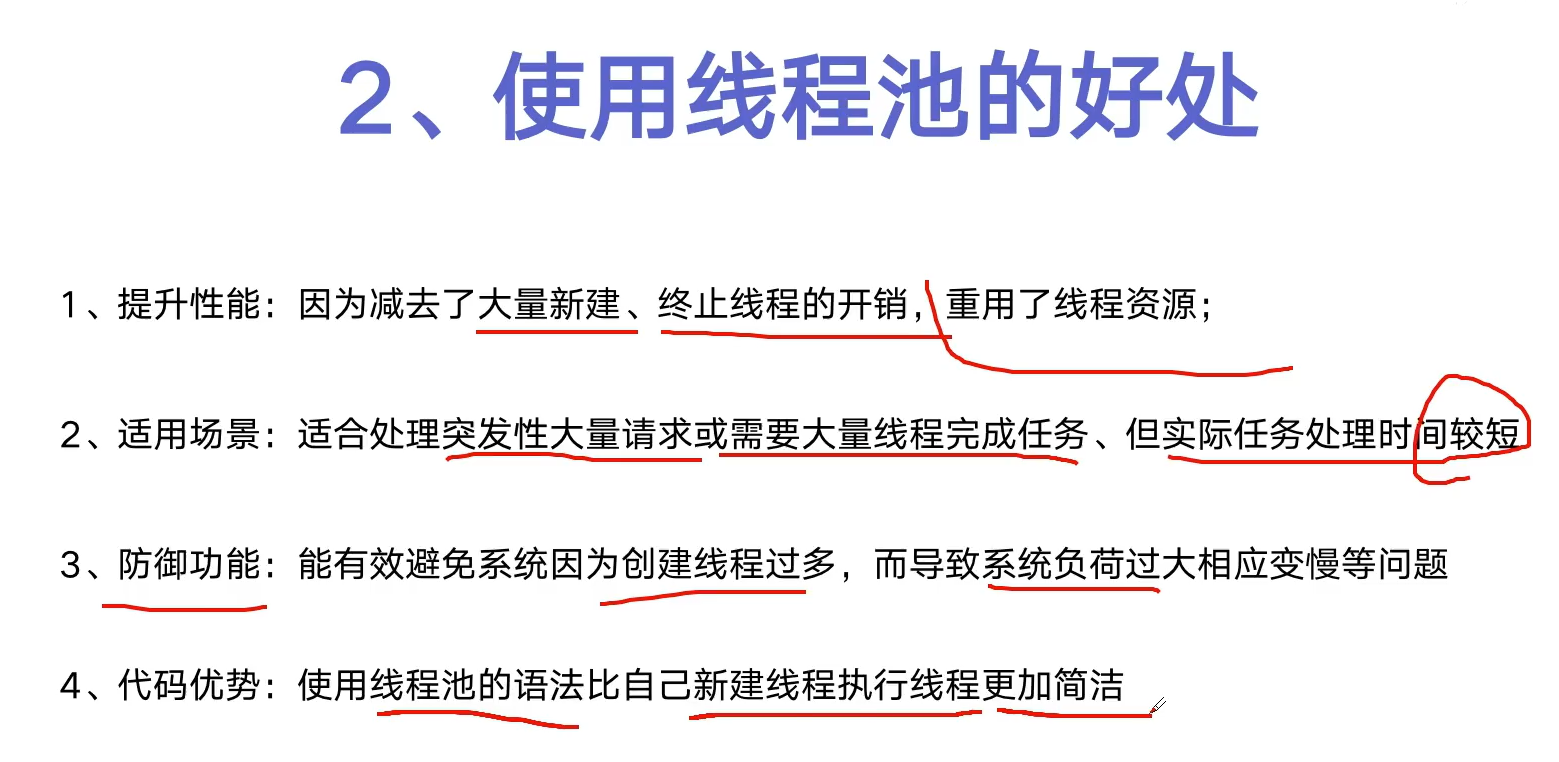 2、使用线程池的好处
1、提升性能：因为减去了大量新建、终止线程的开销，重用了线程资源；
2、适用场景：适合处理突发性大量请求或需要大量线程完成任务、但实际任务处理时间较短
3、防御功能：能有效避免系统因为创建线程过多，而导致系统负荷过大相应变慢等问题
4、代码优势：使用线程池的语法比自己新建线程执行线程更加简洁